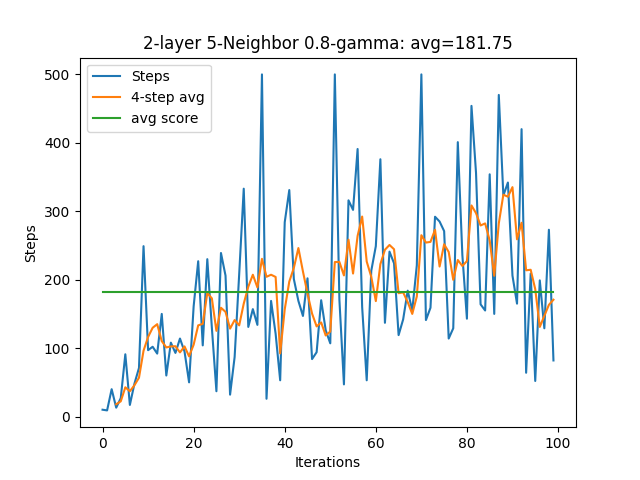 2-layer 5-Neighbor 0.8-gamma: avg=181.75
Steps
4-step avg
avg score
Steps
500
400
300
200
100
0
0 20 40 60 80 100
Iterations